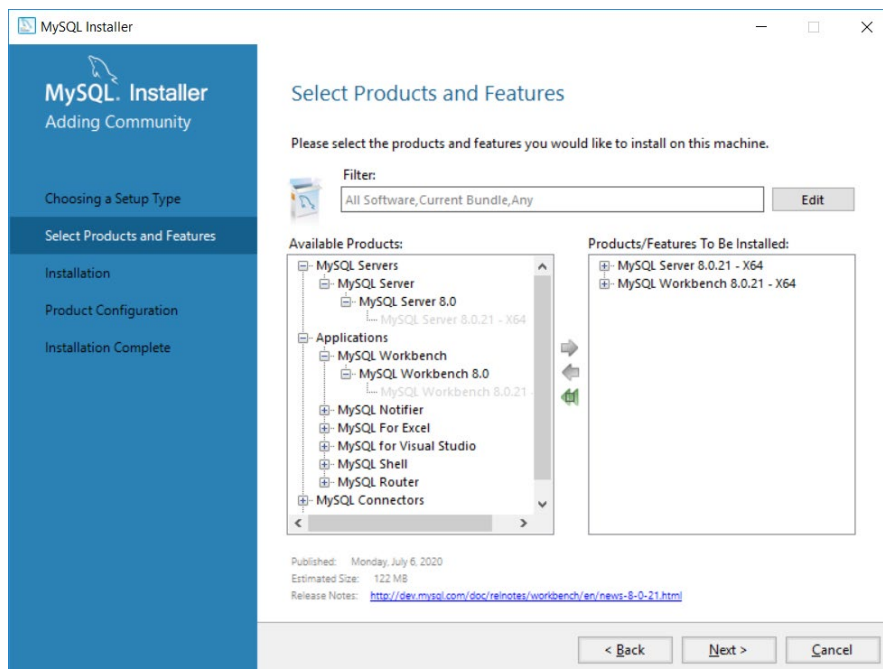 MySQL Installer
MySQL. Installer
Adding Community
Choosing a Setup Type
Select Products and Features
Installation
Product Configuration
Installation Complete
Select Products and Features
Please select the products and features you would like to install on this machine.
Filter:
All Software,Current Bundle,Any
Edit
Available Products:
MySQL Servers
MySQL Server
MySQL Server 8.0
MySQL Server 8.0.21 - X64
Applications
MySQL Workbench
MySQL Workbench 8.0
MySQL Workbench 8.0.21
MySQL Notifier
MySQL For Excel
MySQL for Visual Studio
MySQL Shell
MySQL Router
MySQL Connectors
Products/Features To Be Installed:
MySQL Server 8.0.21 - X64
MySQL Workbench 8.0.21 - X64
Published: Monday, July 6, 2020
Estimated Size: 122 MB
Release Notes: http://dev.mysql.com/doc/relnotes/workbench/en/news-8-0-21.html
< Back Next > Cancel